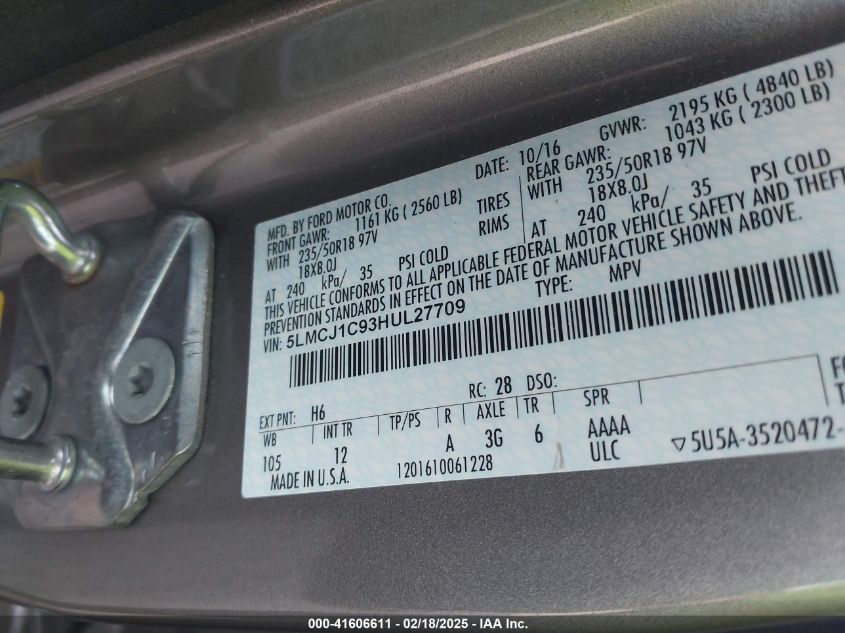 MFD. BY FORD MOTOR CO. DATE: 10/16 GVWR: 2195 KG ( 4840 LB)
FRONT GAWR: 1161 KG ( 2560 LB) REAR GAWR: 1043 KG ( 2300 LB)
WITH 235/50R18 97V TIRES WITH 235/50R18 97V
18X8.0J RIMS 18X8.0J
AT 240 kPa/ 35 PSI COLD AT 240 kPa/ 35 PSI COLD
THIS VEHICLE CONFORMS TO ALL APPLICABLE FEDERAL MOTOR VEHICLE SAFETY AND THEFT
PREVENTION STANDARDS IN EFFECT ON THE DATE OF MANUFACTURE SHOWN ABOVE.
VIN: 5LMCJ1C93HUL27709 TYPE: MPV
EXT PNT: H6 RC: 28 DSO:
WB INT TR TP/PS R AXLE TR SPR
105 12 A 3G 6 AAAA
MADE IN U.S.A. 1201610061228 ULC ▽5U5A-3520472-
000-41606611 - 02/18/2025 - IAA Inc.